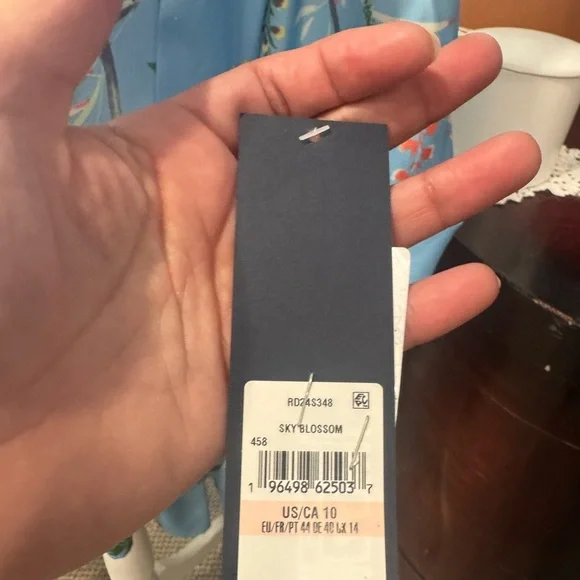 RD24S348
SKY BLOSSOM
458
1 96498 62503 7
US/CA 10
EU/FR/PT 44 DE 40 UK 14